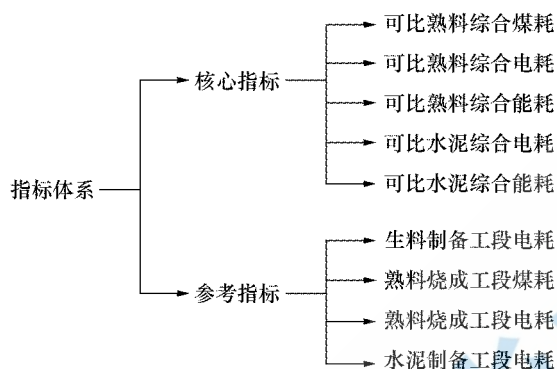 指标体系
核心指标
可比熟料综合煤耗
可比熟料综合电耗
可比熟料综合能耗
可比水泥综合电耗
可比水泥综合能耗
参考指标
生料制备工段电耗
熟料烧成工段煤耗
熟料烧成工段电耗
水泥制备工段电耗